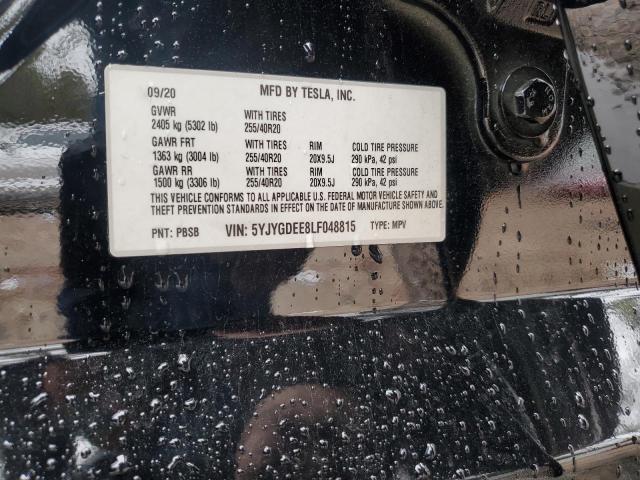 09/20 MFD BY TESLA, INC.
GVWR WITH TIRES
2405 kg (5302 lb) 255/40R20
GAWR FRT WITH TIRES RIM COLD TIRE PRESSURE
1363 kg (3004 lb) 255/40R20 20X9.5J 290 kPa, 42 psi
GAWR RR WITH TIRES RIM COLD TIRE PRESSURE
1500 kg (3306 lb) 255/40R20 20X9.5J 290 kPa, 42 psi
THIS VEHICLE CONFORMS TO ALL APPLICABLE U.S. FEDERAL MOTOR VEHICLE SAFETY AND
THEFT PREVENTION STANDARDS IN EFFECT ON THE DATE OF MANUFACTURE SHOWN ABOVE.
PNT: PBSB VIN: 5YJYGDEE8LF048815 TYPE: MPV